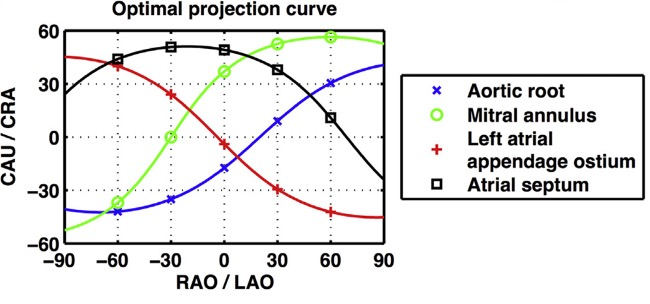 Optimal projection curve
CAU / CRA
60
30
0
−30
−60
−90
−60
−30
0
30
60
90
RAO / LAO
Aortic root
Mitral annulus
Left atrial
appendage ostium
Atrial septum